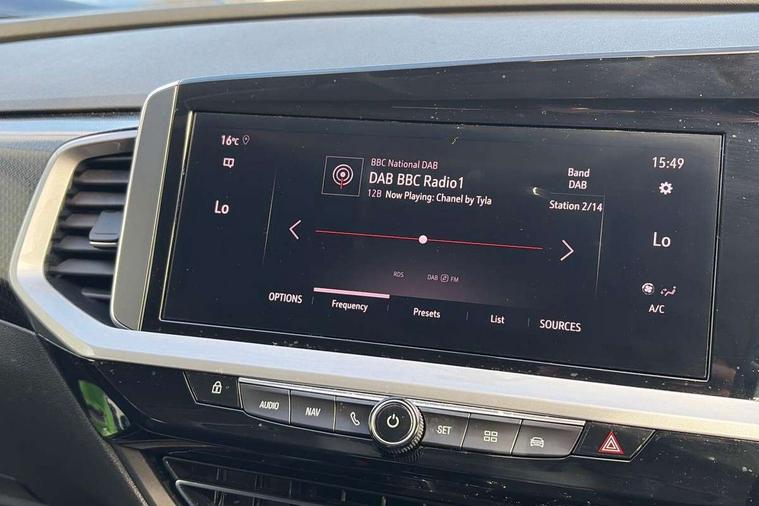 16°C
BBC National DAB
DAB BBC Radio1
12B Now Playing: Chanel by Tyla
Band
DAB
Station 2/14
15:49
Lo
Lo
RDS
DAB FM
A/C
OPTIONS
Frequency
Presets
List
SOURCES
AUDIO
NAV
SET